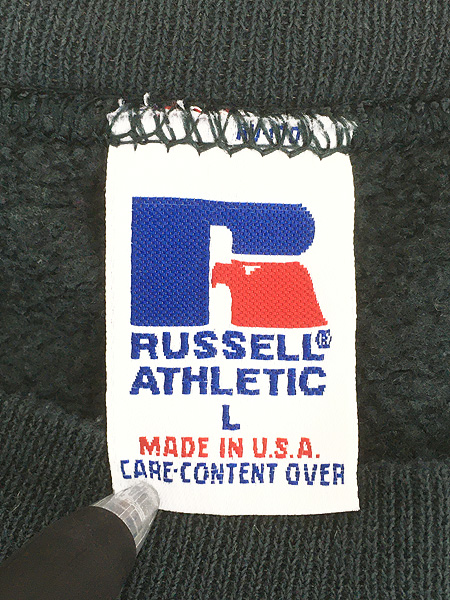 RUSSELL®
ATHLETIC
L
MADE IN U.S.A.
CARE-CONTENT OVER